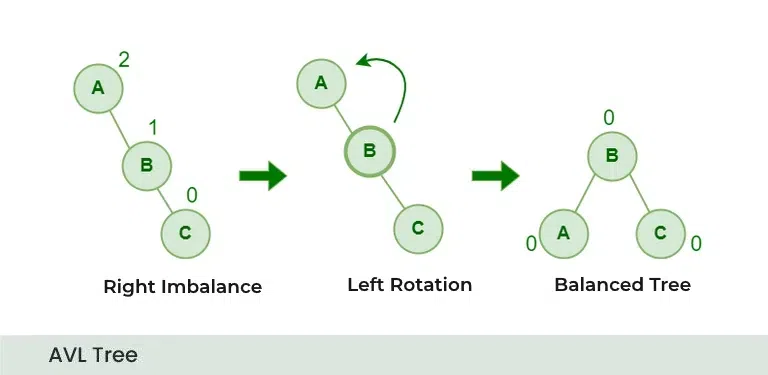 2
A
1
B
0
C
Right Imbalance
A
B
C
Left Rotation
0
B
0
A
C
0
Balanced Tree
AVL Tree